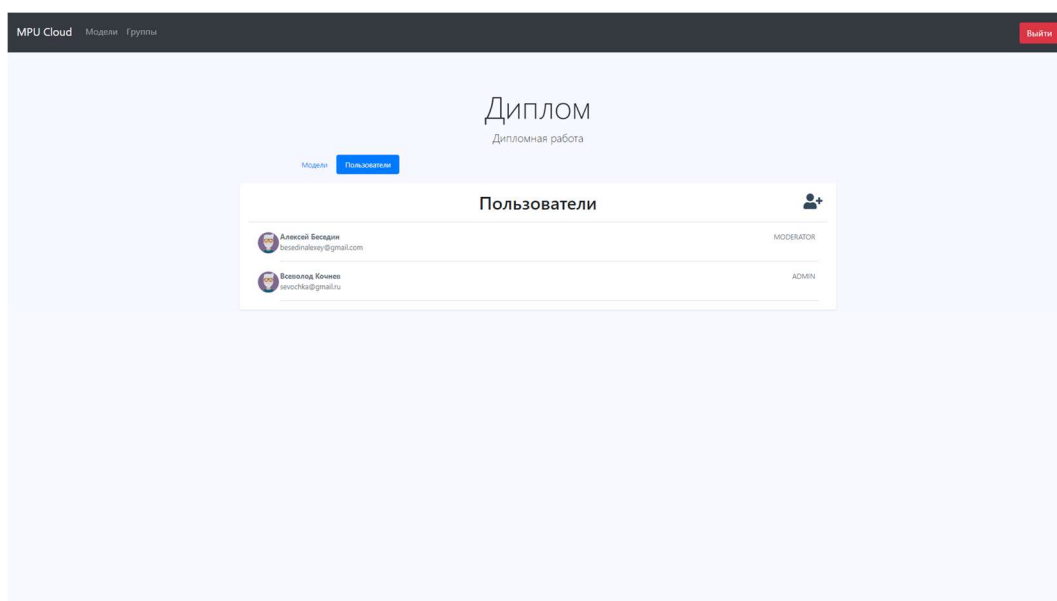 MPU Cloud Модели Группы Выйти
Диплом
Дипломная работа
Модели Пользователи
Пользователи
Алексей Беседин MODERATOR
besedinalexey@gmail.com
Всеволод Кочнев ADMIN
sevochka@gmail.ru